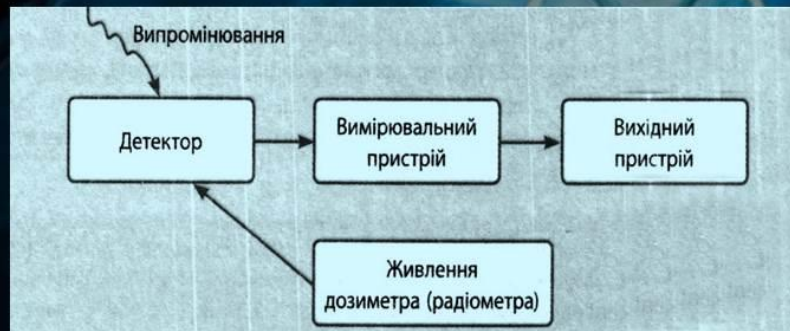 Випромінювання
Детектор
Вимірювальний
пристрій
Вихідний
пристрій
Живлення
дозиметра (радіометра)